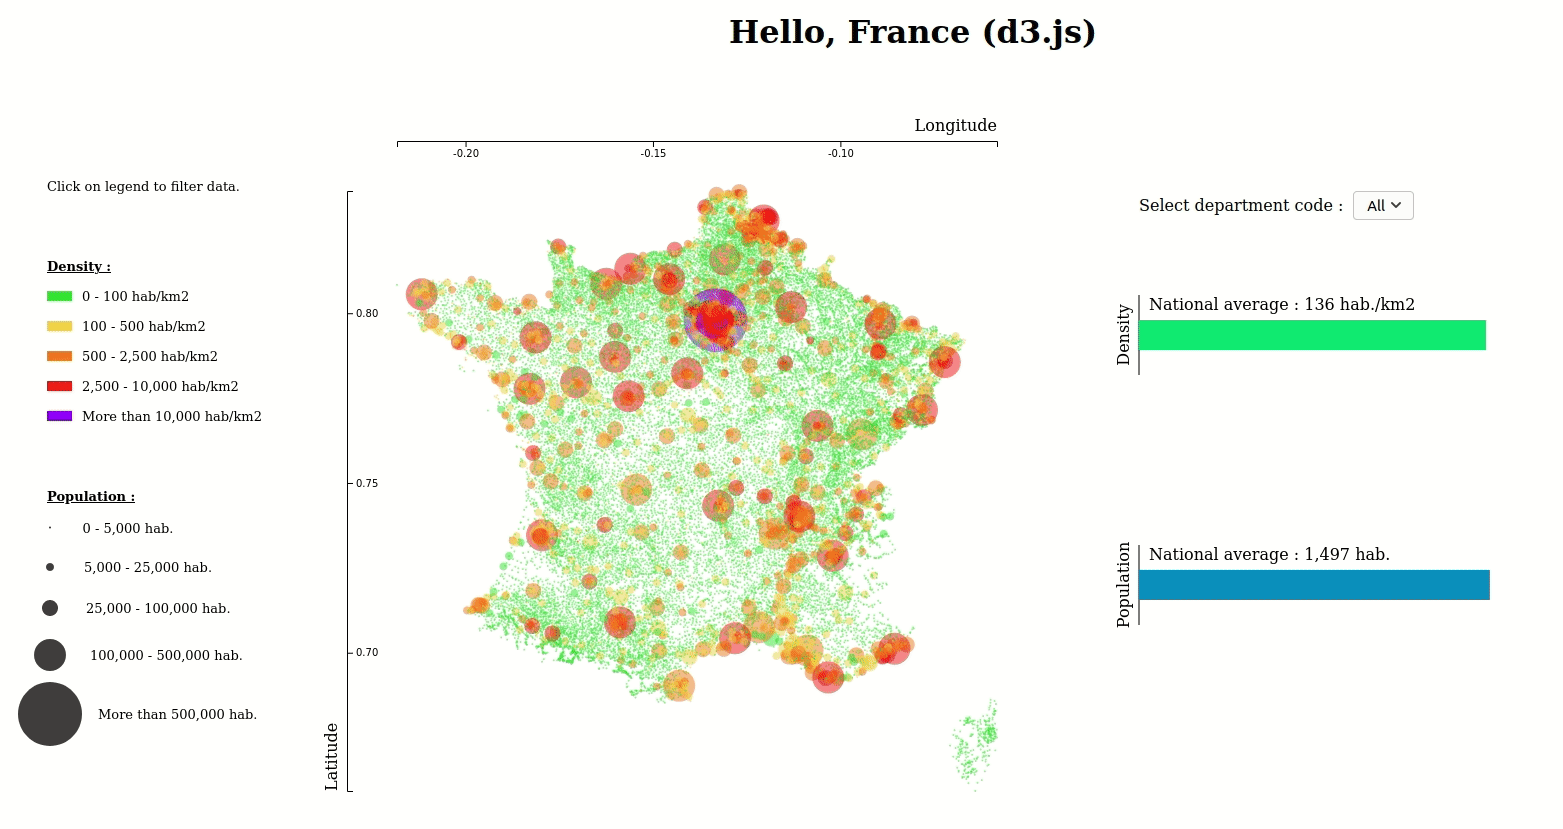 Hello, France (d3.js)
Longitude
-0.20
-0.15
-0.10
Click on legend to filter data.
Select department code :
All
Density :
0 - 100 hab/km2
100 - 500 hab/km2
500 - 2,500 hab/km2
2,500 - 10,000 hab/km2
More than 10,000 hab/km2
0.80
0.75
0.70
Latitude
Density
National average : 136 hab./km2
Population :
0 - 5,000 hab.
5,000 - 25,000 hab.
25,000 - 100,000 hab.
100,000 - 500,000 hab.
More than 500,000 hab.
Population
National average : 1,497 hab.